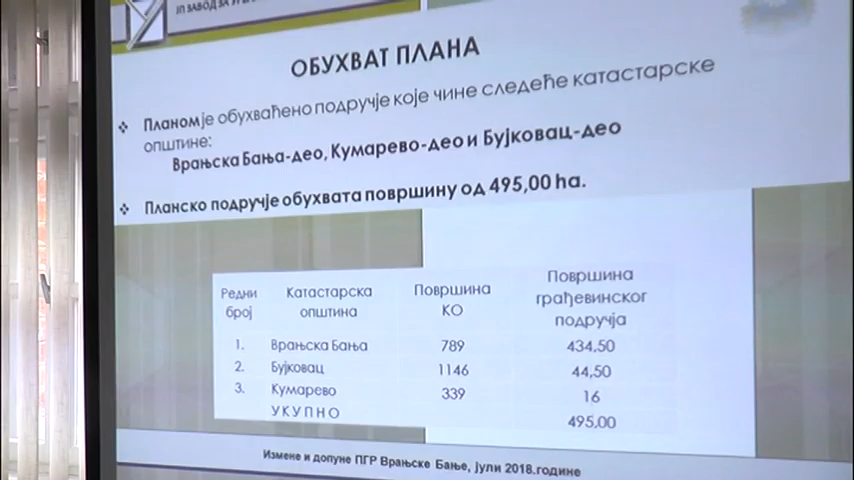 ЈП ЗАВОД ЗА
ОБУХВАТ ПЛАНА
Планом је обухваћено подручје које чине следеће катастарске
општине:
Врањска Бања-део, Кумарево-део и Бујковац-део
Планско подручје обухвата површину од 495,00 ha.
Редни број Катастарска општина Површина КО Површина грађевинског подручја
1. Врањска Бања 789 434,50
2. Бујковац 1146 44,50
3. Кумарево 339 16
УКУПНО 495,00
Измене и допуне ПГР Врањске Бање, јули 2018.године